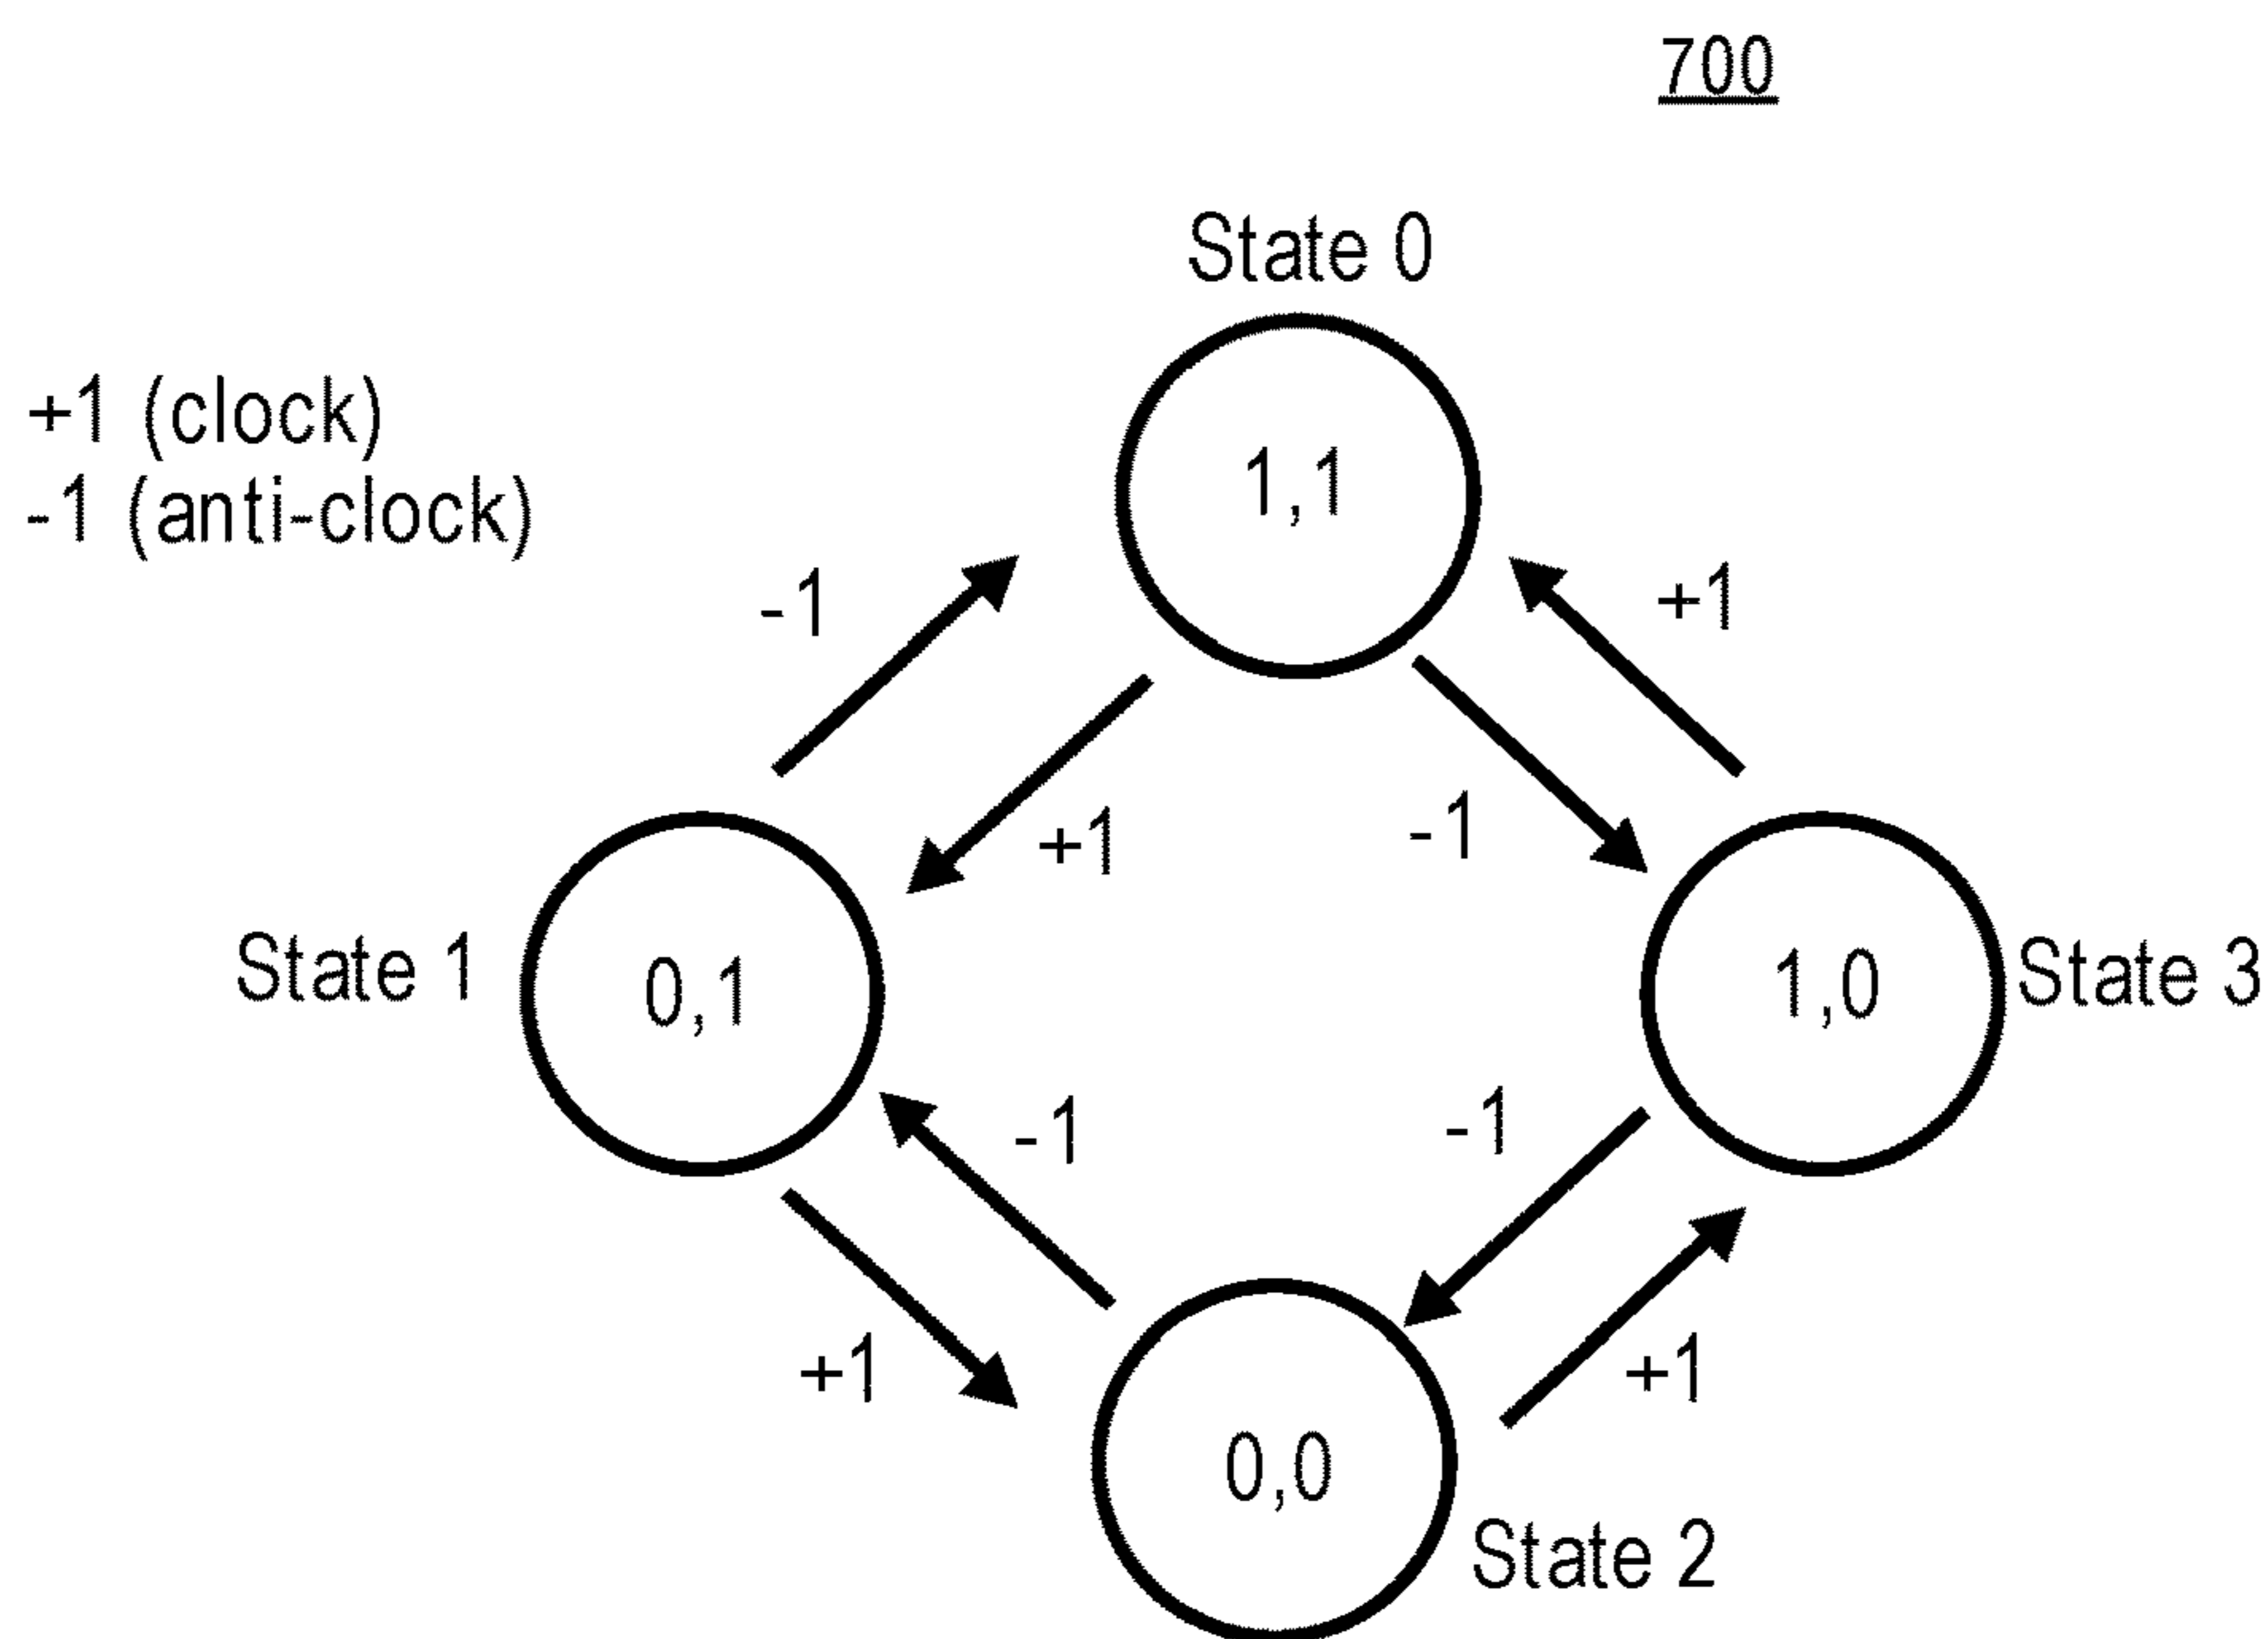 700
State 0
+1 (clock)
-1 (anti-clock)
1,1
-1
+1
+1
-1
State 1
0,1
1,0
State 3
-1
-1
+1
+1
0,0
State 2